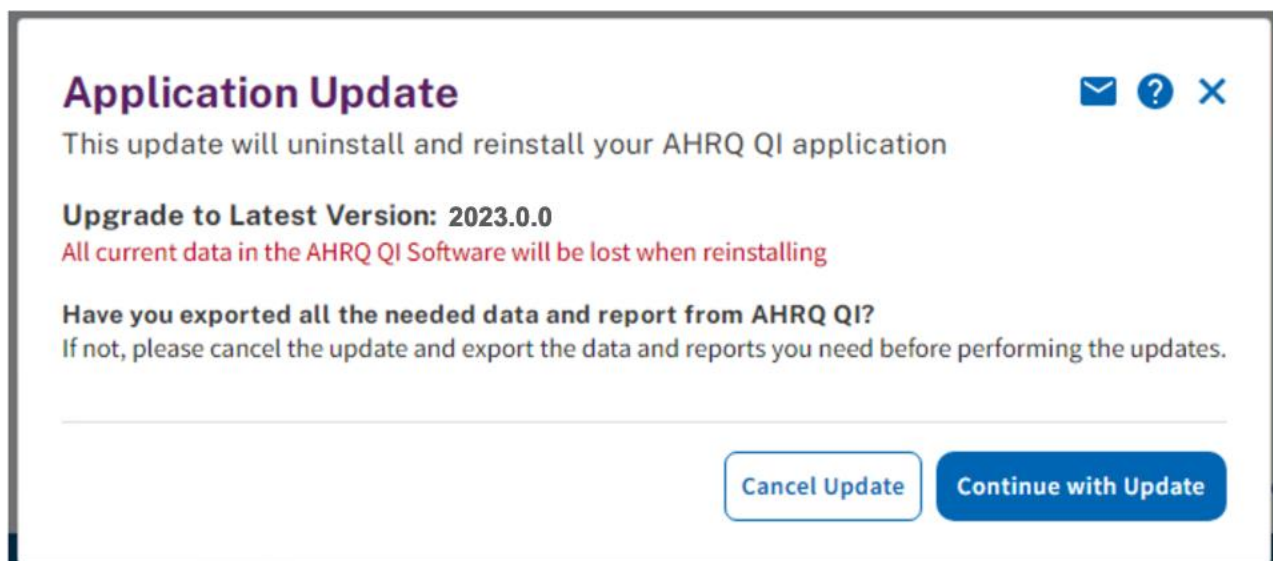 Application Update
This update will uninstall and reinstall your AHRQ QI application
Upgrade to Latest Version: 2023.0.0
All current data in the AHRQ QI Software will be lost when reinstalling
Have you exported all the needed data and report from AHRQ QI?
If not, please cancel the update and export the data and reports you need before performing the updates.
Cancel Update
Continue with Update